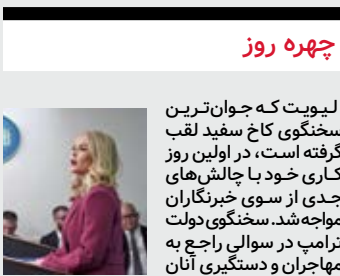 چهره روز
لیویت که جوان‌ترین
سخنگوی کاخ سفید لقب
گرفته است، در اولین روز
کاری خود با چالش‌های
جدی از سوی خبرنگاران
مواجه شد. سخنگوی دولت
ترامپ در سوالی راجع به
مهاجران و دستگیری آنان